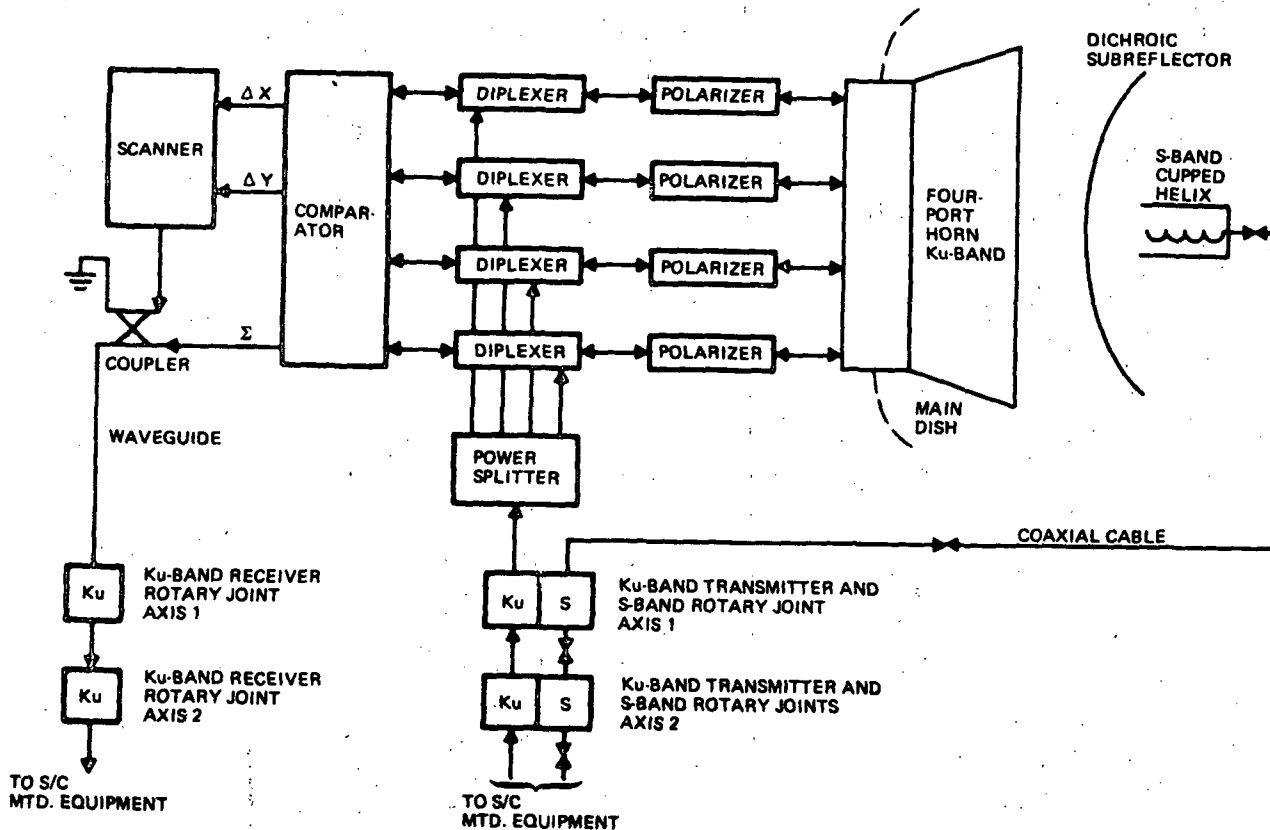 DICHROIC
SUBREFLECTOR
SCANNER
Δ X
Δ Y
COMPAR-
ATOR
DIPLEXER
POLARIZER
DIPLEXER
POLARIZER
DIPLEXER
POLARIZER
DIPLEXER
POLARIZER
FOUR-
PORT
HORN
Ku-BAND
S-BAND
CUPPED
HELIX
Σ
COUPLER
MAIN
DISH
WAVEGUIDE
POWER
SPLITTER
COAXIAL CABLE
Ku
Ku-BAND RECEIVER
ROTARY JOINT
AXIS 1
Ku
S
Ku-BAND TRANSMITTER AND
S-BAND ROTARY JOINT
AXIS 1
Ku
Ku-BAND RECEIVER
ROTARY JOINT
AXIS 2
Ku
S
Ku-BAND TRANSMITTER AND
S-BAND ROTARY JOINTS
AXIS 2
TO S/C
MTD. EQUIPMENT
TO S/C
MTD. EQUIPMENT